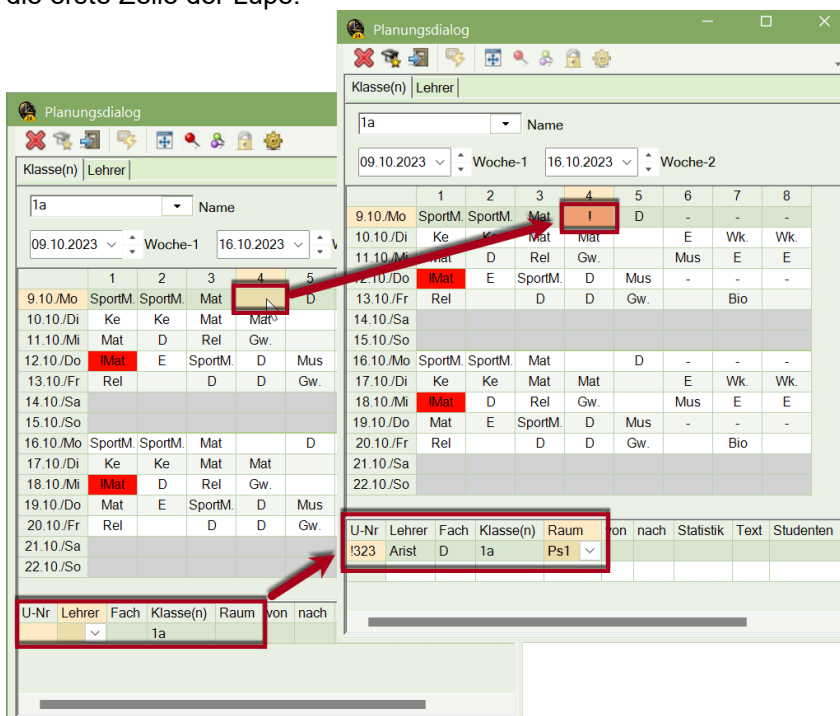 die erste Zeile der Lupe.
Planungsdialog
Klasse(n) Lehrer
1a Name
09.10.2023 Woche-1 16.10.2023 Woche-2
1 2 3 4 5 6 7 8
9.10./Mo SportM. SportM. Mat ! D - - -
10.10./Di Ke Ke Mat Mat E Wk. Wk.
11.10./Mi Mat D Rel Gw. Mus E E
12.10./Do !Mat E SportM. D Mus - - -
13.10./Fr Rel D D Gw. Bio
14.10./Sa
15.10./So
16.10./Mo SportM. SportM. Mat D - - -
17.10./Di Ke Ke Mat Mat E Wk. Wk.
18.10./Mi !Mat D Rel Gw. Mus E E
19.10./Do Mat E SportM. D Mus - - -
20.10./Fr Rel D D Gw. Bio
21.10./Sa
22.10./So
U-Nr Lehrer Fach Klasse(n) Raum von nach Statistik Text Studenten
!323 Arist D 1a Ps1
Planungsdialog
Klasse(n) Lehrer
1a Name
09.10.2023 Woche-1 16.10.2023
1 2 3 4 5
9.10./Mo SportM. SportM. Mat D
10.10./Di Ke Ke Mat Mat
11.10./Mi Mat D Rel Gw.
12.10./Do !Mat E SportM. D Mus
13.10./Fr Rel D D Gw.
14.10./Sa
15.10./So
16.10./Mo SportM. SportM. Mat D
17.10./Di Ke Ke Mat Mat
18.10./Mi !Mat D Rel Gw.
19.10./Do Mat E SportM. D Mus
20.10./Fr Rel D D Gw.
21.10./Sa
22.10./So
U-Nr Lehrer Fach Klasse(n) Raum von nach
1a